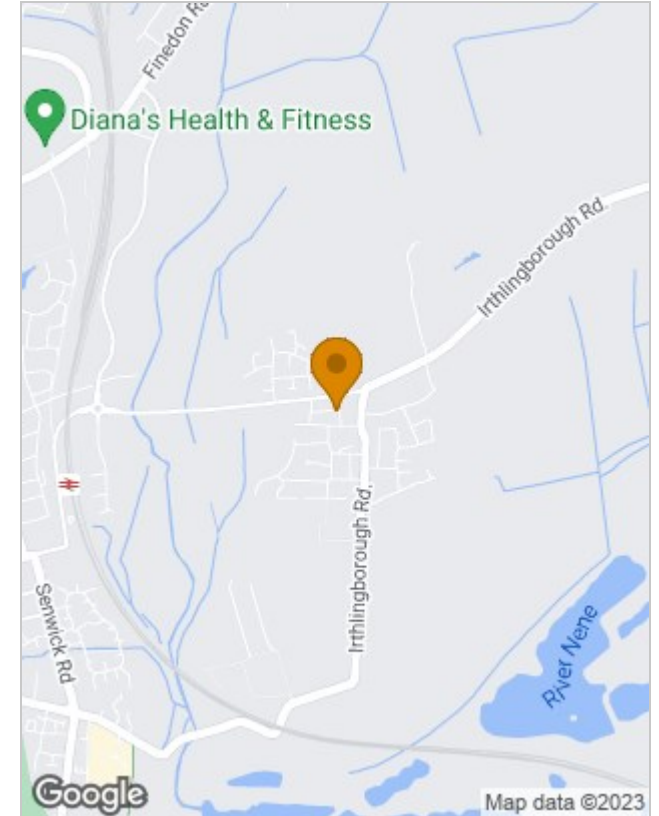 Finedon Rd
Diana's Health & Fitness
Irthlingborough Rd.
Irthlingborough Rd.
Senwick Rd
River Nene
Google
Map data ©2023